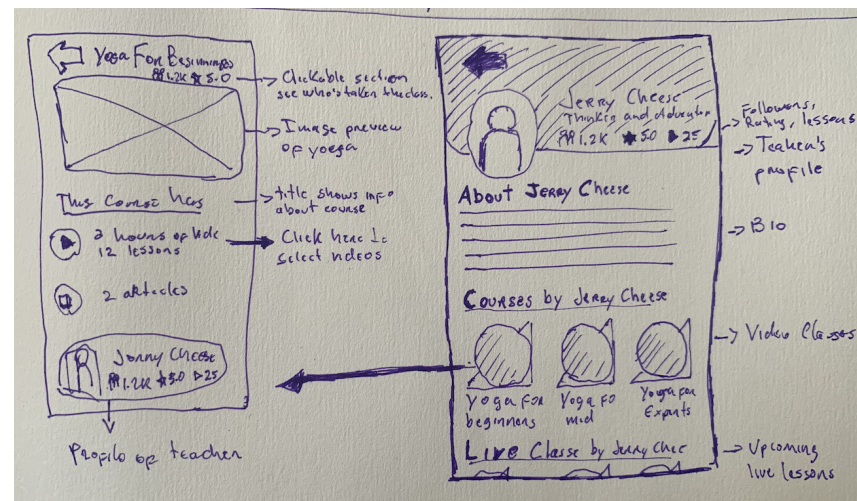 Yoga For Beginners
1.2K ★ 5.0
Clickable section
see who's taken the class.
Image preview
of yoega
This Course has
title shows info
about course
hours of
12 lessons
Click here to
select videos
2 articles
Jerry Cheese
1.2K ★ 5.0 ▷ 25
Profile of teacher
Jerry Cheese
Thinker and educator
1.2K ★ 5.0 ▶ 25
Followers,
Rating, lessons
Teacher's
profile
About Jerry Cheese
Bio
Courses by Jerry Cheese
Video Classes
Yoga For
beginners
Yoga Fo
mid
Yoga for
Experts
Live Classe by Jerry Chee
Upcoming
live lessons